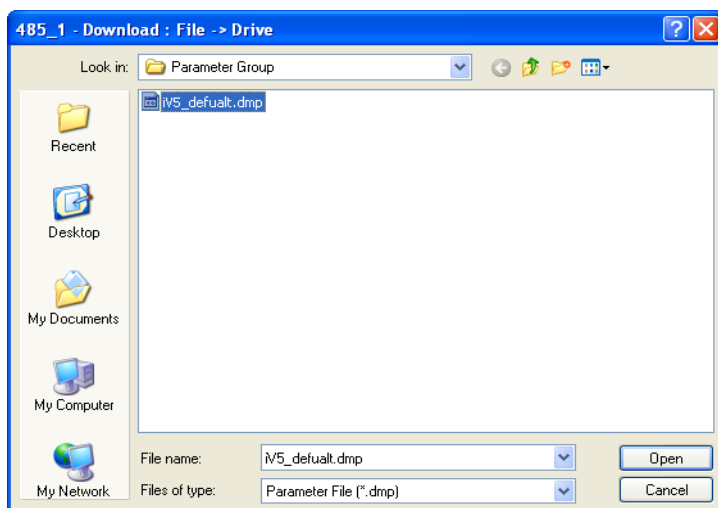 485_1 - Download : File -> Drive
Look in: Parameter Group
iV5_defualt.dmp
Recent
Desktop
My Documents
My Computer
My Network
File name: iV5_defualt.dmp Open
Files of type: Parameter File (*.dmp) Cancel